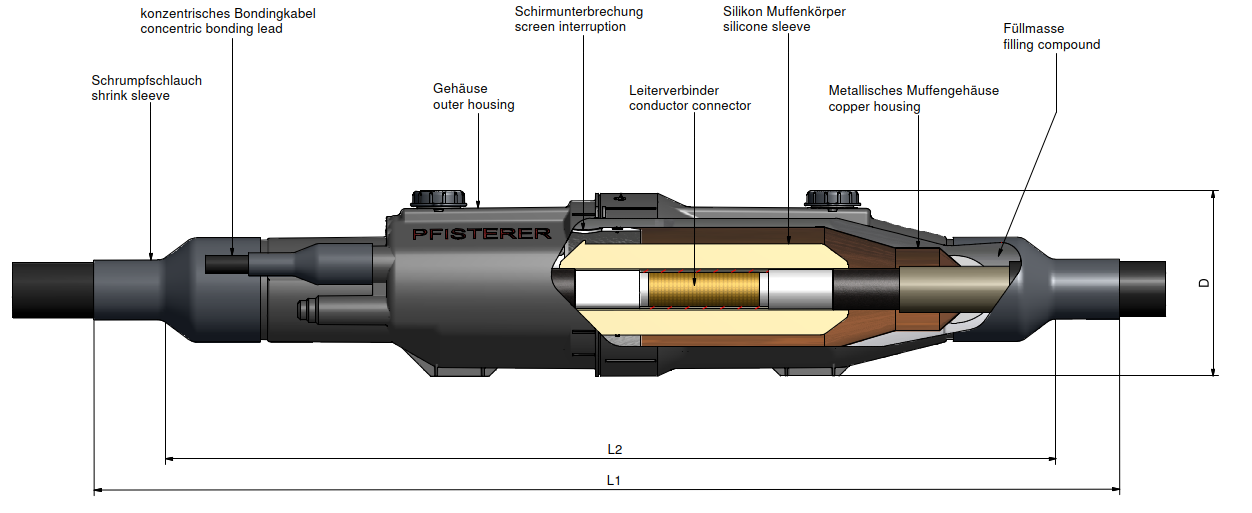 konzentrisches Bondingkabel
concentric bonding lead
Schirmunterbrechung
screen interruption
Silikon Muffenkörper
silicone sleeve
Füllmasse
filling compound
Schrumpfschlauch
shrink sleeve
Gehäuse
outer housing
Leiterverbinder
conductor connector
Metallisches Muffengehäuse
copper housing
PFISTERER
D
L2
L1